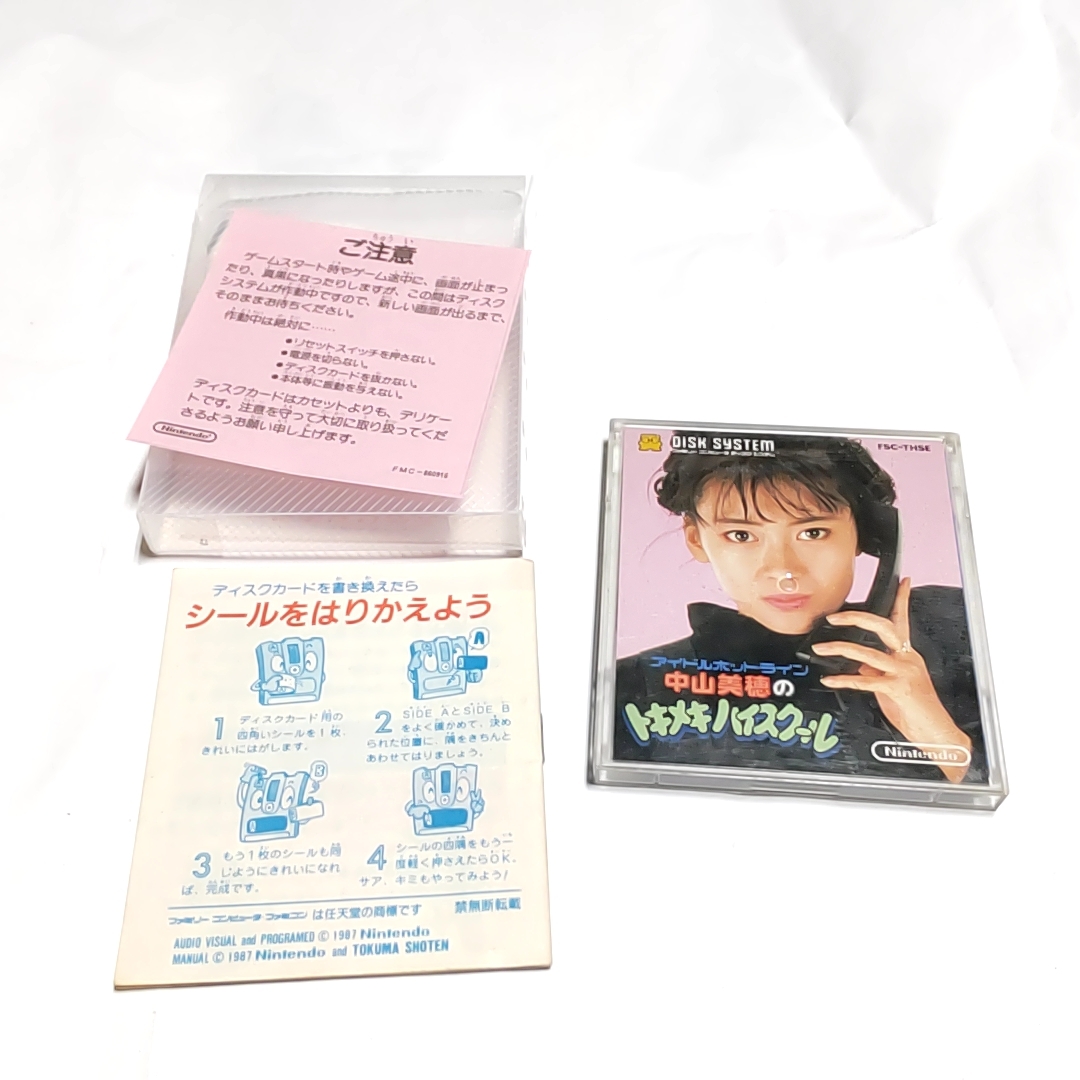 ご注意
ゲームスタート時やゲーム途中に、画面が止まっ
たり、真黒になったりしますが、この間はディスク
システムが作動中ですので、新しい画面が出るまで、
そのままお待ちください。
作動中は絶対に……
●リセットスイッチを押さない。
●電源を切らない。
●ディスクカードを抜かない。
●本体等に振動を与えない。
ディスクカードはカセットよりも、デリケー
トです。注意を守って大切に取り扱ってくだ
さるようお願い申し上げます。
Nintendo
FMC-860916
ディスクカードを書き換えたら
シールをはりかえよう
1 ディスクカード用の
四角いシールを1枚、
きれいにはがします。
2 SIDE AとSIDE B
をよく確かめて、決め
られた位置に、隅をきちんと
あわせてはりましょう。
3 もう1枚のシールも同
じようにきれいになれ
ば、完成です。
4 シールの四隅をもう一
度軽く押さえたらOK。
サア、キミもやってみよう!
ファミリーコンピュータ・ファミコンは任天堂の商標です 禁無断転載
AUDIO VISUAL and PROGRAMED © 1987 Nintendo
MANUAL © 1987 Nintendo and TOKUMA SHOTEN
DISK SYSTEM
FSC-THSE
アイドルホットライン
中山美穂の
トキメキハイスクール
Nintendo